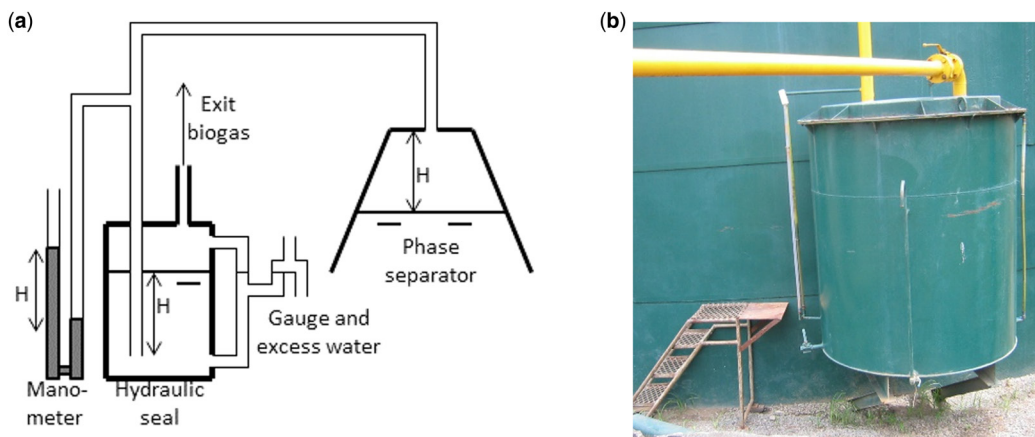 (a)
Exit
biogas
H
Phase
separator
H
H
Gauge and
excess water
Mano-
meter
Hydraulic
seal
(b)